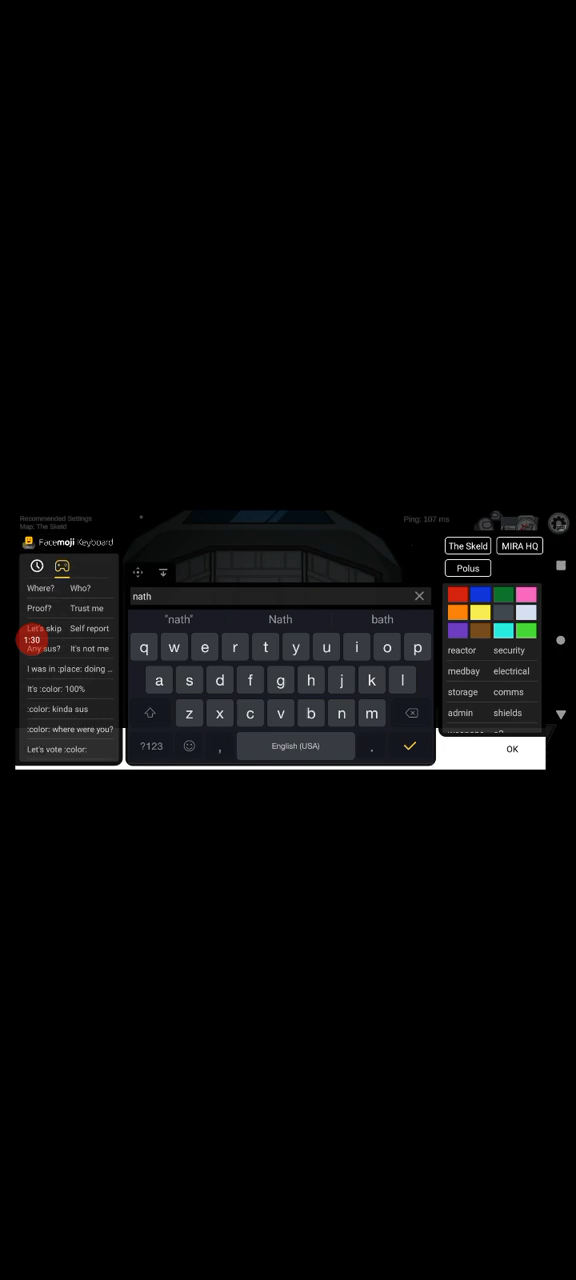 Recommended Settings
Map: The Skeld
Ping: 107 ms
Facemoji Keyboard
The Skeld MIRA HQ
Polus
Where? Who?
Proof? Trust me
Let's skip Self report
1:30
Any sus? It's not me
I was in :place: doing ...
It's :color: 100%
:color: kinda sus
:color: where were you?
Let's vote :color:
nath
"nath" Nath bath
q w e r t y u i o p
a s d f g h j k l
z x c v b n m
?123 , English (USA) .
reactor security
medbay electrical
storage comms
admin shields
OK